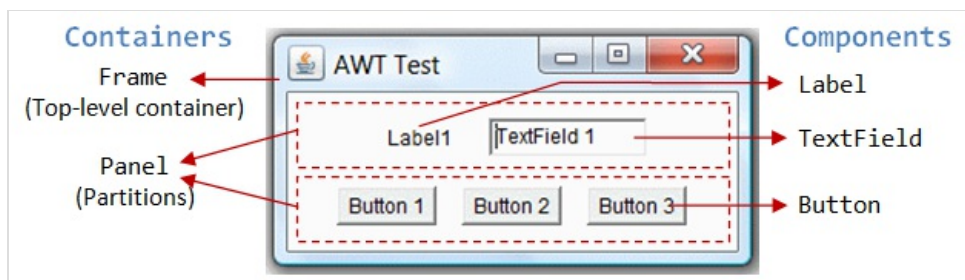 Containers
Components
AWT Test
Frame
(Top-level container)
Label
Label1
TextField 1
TextField
Panel
(Partitions)
Button 1
Button 2
Button 3
Button